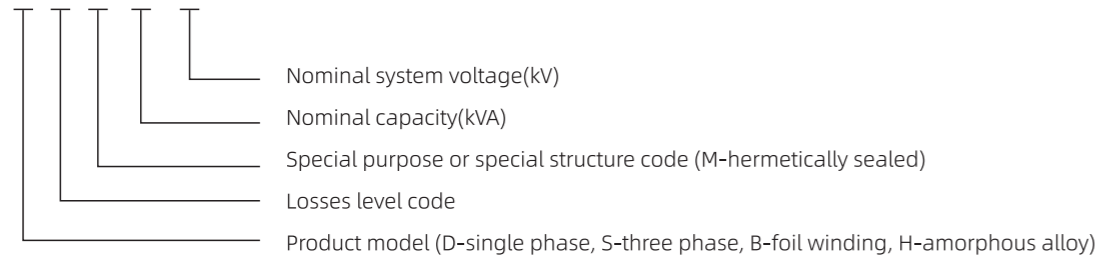 Nominal system voltage(kV)
Nominal capacity(kVA)
Special purpose or special structure code (M-hermetically sealed)
Losses level code
Product model (D-single phase, S-three phase, B-foil winding, H-amorphous alloy)